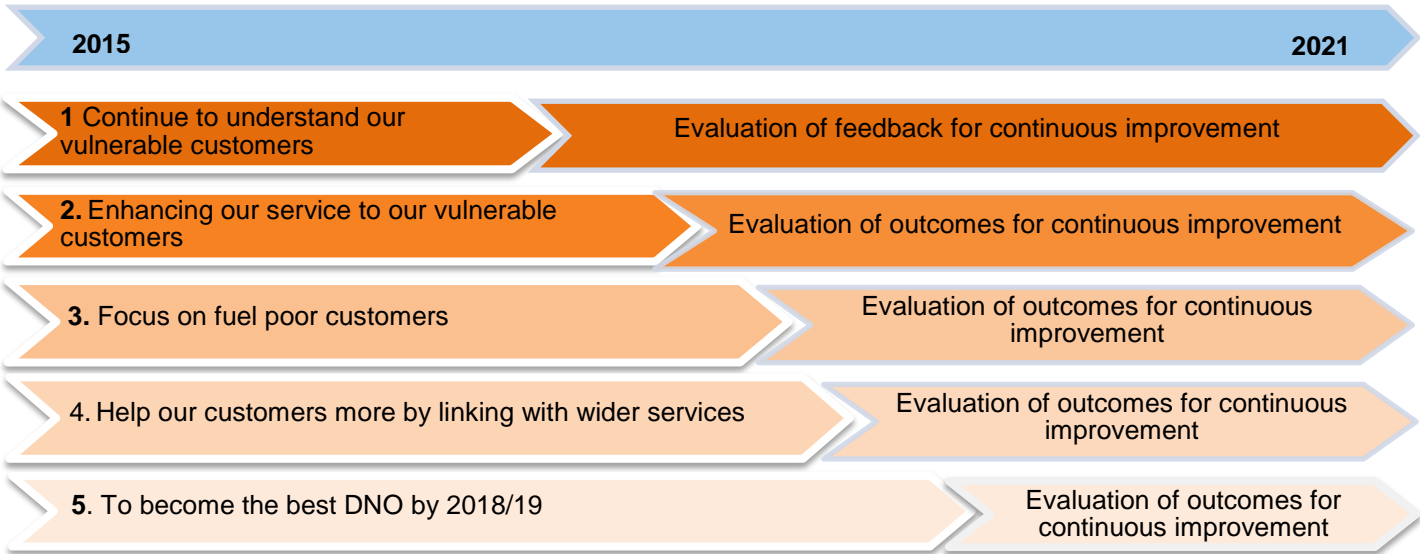 2015
2021
1 Continue to understand our
vulnerable customers
Evaluation of feedback for continuous improvement
2. Enhancing our service to our vulnerable
customers
Evaluation of outcomes for continuous improvement
3. Focus on fuel poor customers
Evaluation of outcomes for continuous
improvement
4. Help our customers more by linking with wider services
Evaluation of outcomes for continuous
improvement
5. To become the best DNO by 2018/19
Evaluation of outcomes for
continuous improvement